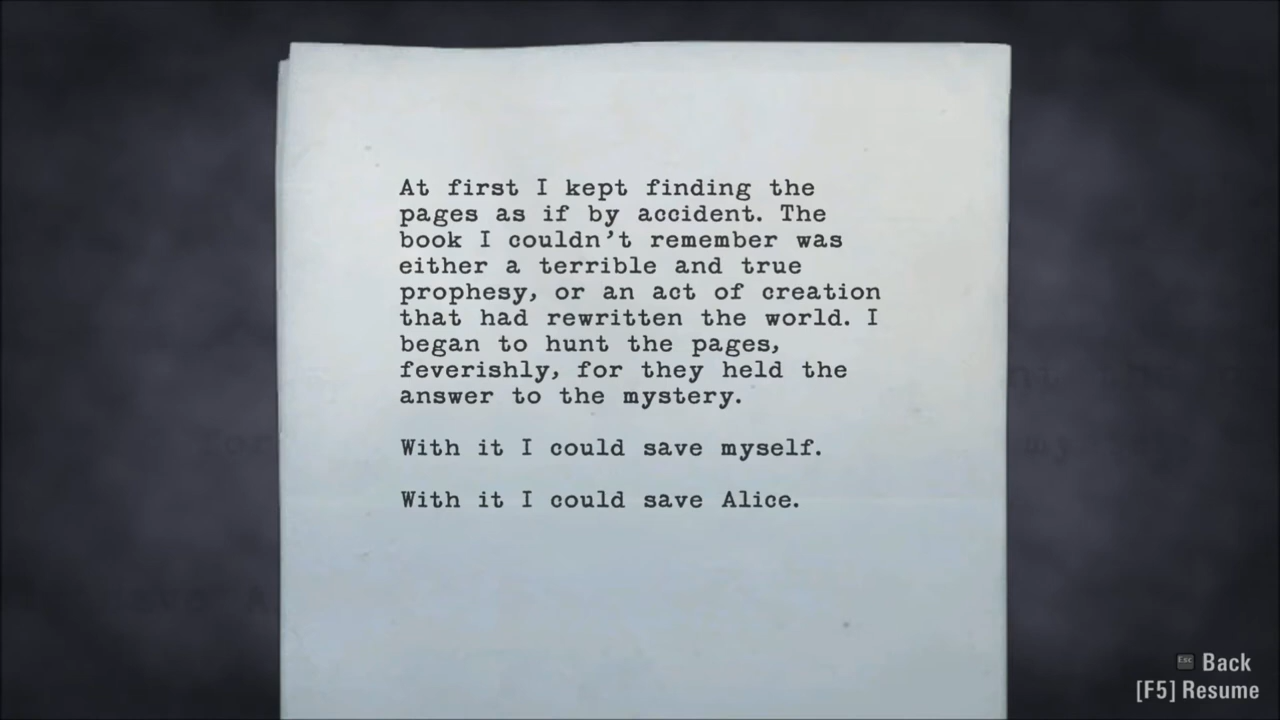 At first I kept finding the
pages as if by accident. The
book I couldn't remember was
either a terrible and true
prophesy, or an act of creation
that had rewritten the world. I
began to hunt the pages,
feverishly, for they held the
answer to the mystery.
With it I could save myself.
With it I could save Alice.
Esc Back
[F5] Resume